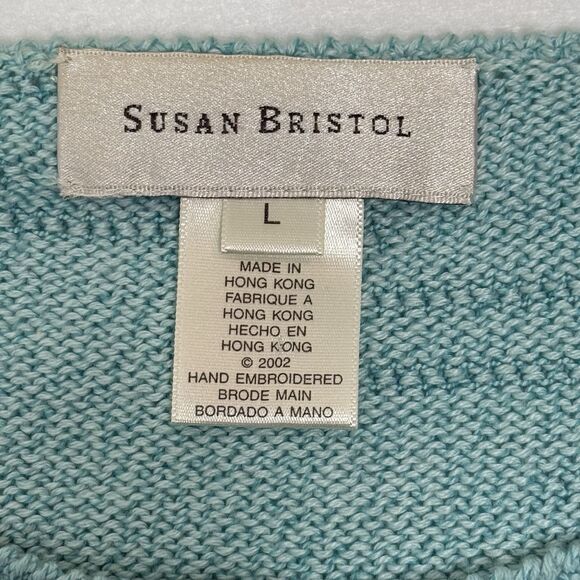 SUSAN BRISTOL
L
MADE IN
HONG KONG
FABRIQUE A
HONG KONG
HECHO EN
HONG KONG
© 2002
HAND EMBROIDERED
BRODE MAIN
BORDADO A MANO